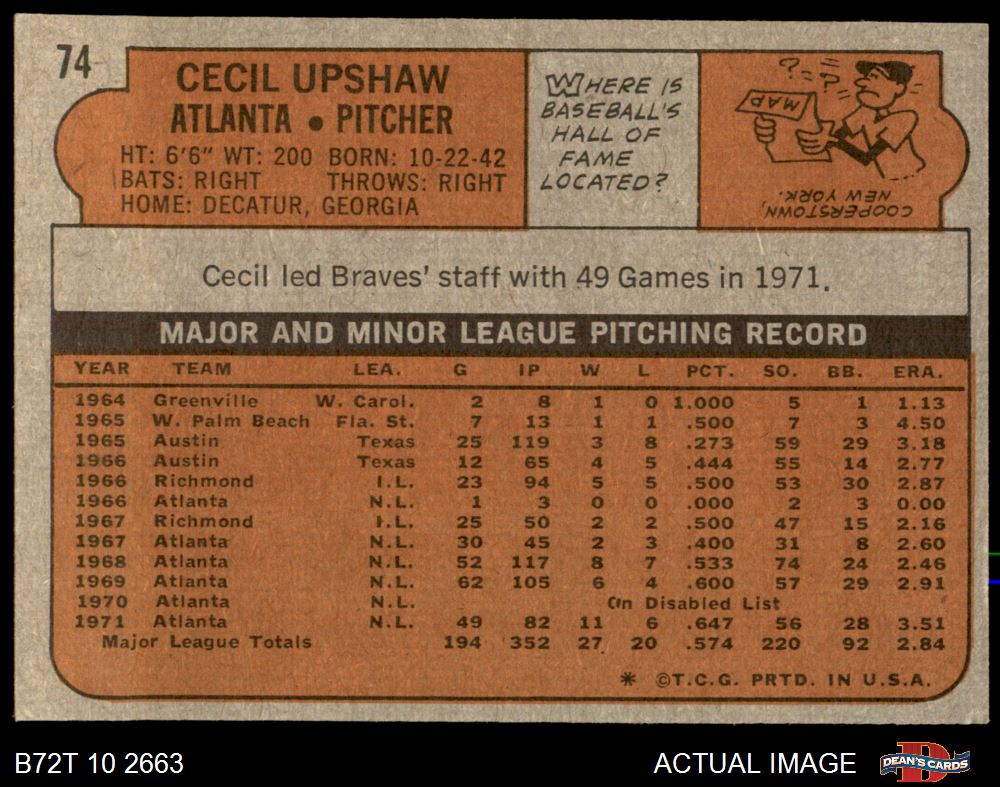 74
CECIL UPSHAW
ATLANTA • PITCHER
HT: 6'6" WT: 200 BORN: 10-22-42
BATS: RIGHT THROWS: RIGHT
HOME: DECATUR, GEORGIA
WHERE IS
BASEBALL'S
HALL OF
FAME
LOCATED?
? - ? - ?
MAP
COOPERSTOWN,
NEW YORK.
Cecil led Braves' staff with 49 Games in 1971.
MAJOR AND MINOR LEAGUE PITCHING RECORD
YEAR TEAM LEA. G IP W L PCT. SO. BB. ERA.
1964 Greenville W. Carol. 2 8 1 0 1.000 5 1 1.13
1965 W. Palm Beach Fla. St. 7 13 1 1 .500 7 3 4.50
1965 Austin Texas 25 119 3 8 .273 59 29 3.18
1966 Austin Texas 12 65 4 5 .444 55 14 2.77
1966 Richmond I.L. 23 94 5 5 .500 53 30 2.87
1966 Atlanta N.L. 1 3 0 0 .000 2 3 0.00
1967 Richmond I.L. 25 50 2 2 .500 47 15 2.16
1967 Atlanta N.L. 30 45 2 3 .400 31 8 2.60
1968 Atlanta N.L. 52 117 8 7 .533 74 24 2.46
1969 Atlanta N.L. 62 105 6 4 .600 57 29 2.91
1970 Atlanta N.L. On Disabled List
1971 Atlanta N.L. 49 82 11 6 .647 56 28 3.51
Major League Totals 194 352 27 20 .574 220 92 2.84
* ©T.C.G. PRTD. IN U.S.A.
B72T 10 2663
ACTUAL IMAGE
D
DEAN'S CARDS